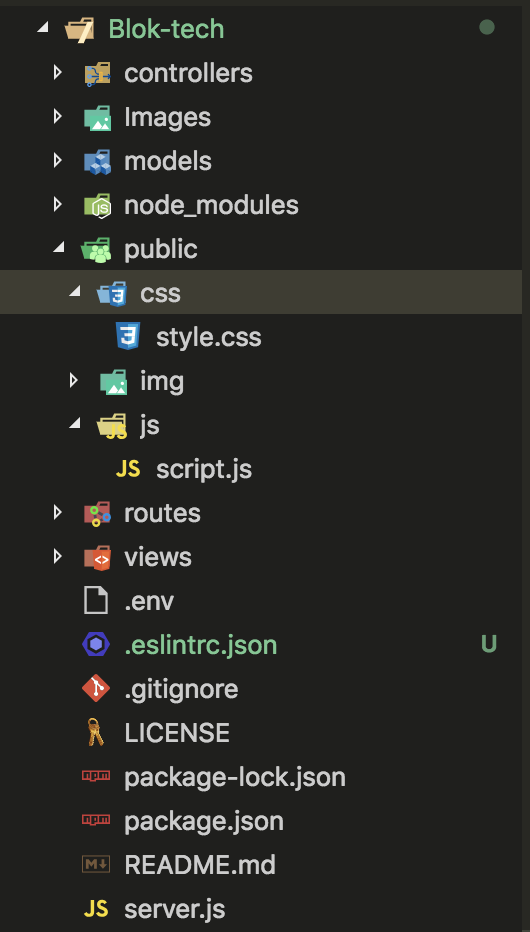 Blok-tech
controllers
Images
models
node_modules
public
css
style.css
img
js
JS script.js
routes
views
.env
.eslintrc.json U
.gitignore
LICENSE
package-lock.json
package.json
README.md
JS server.js